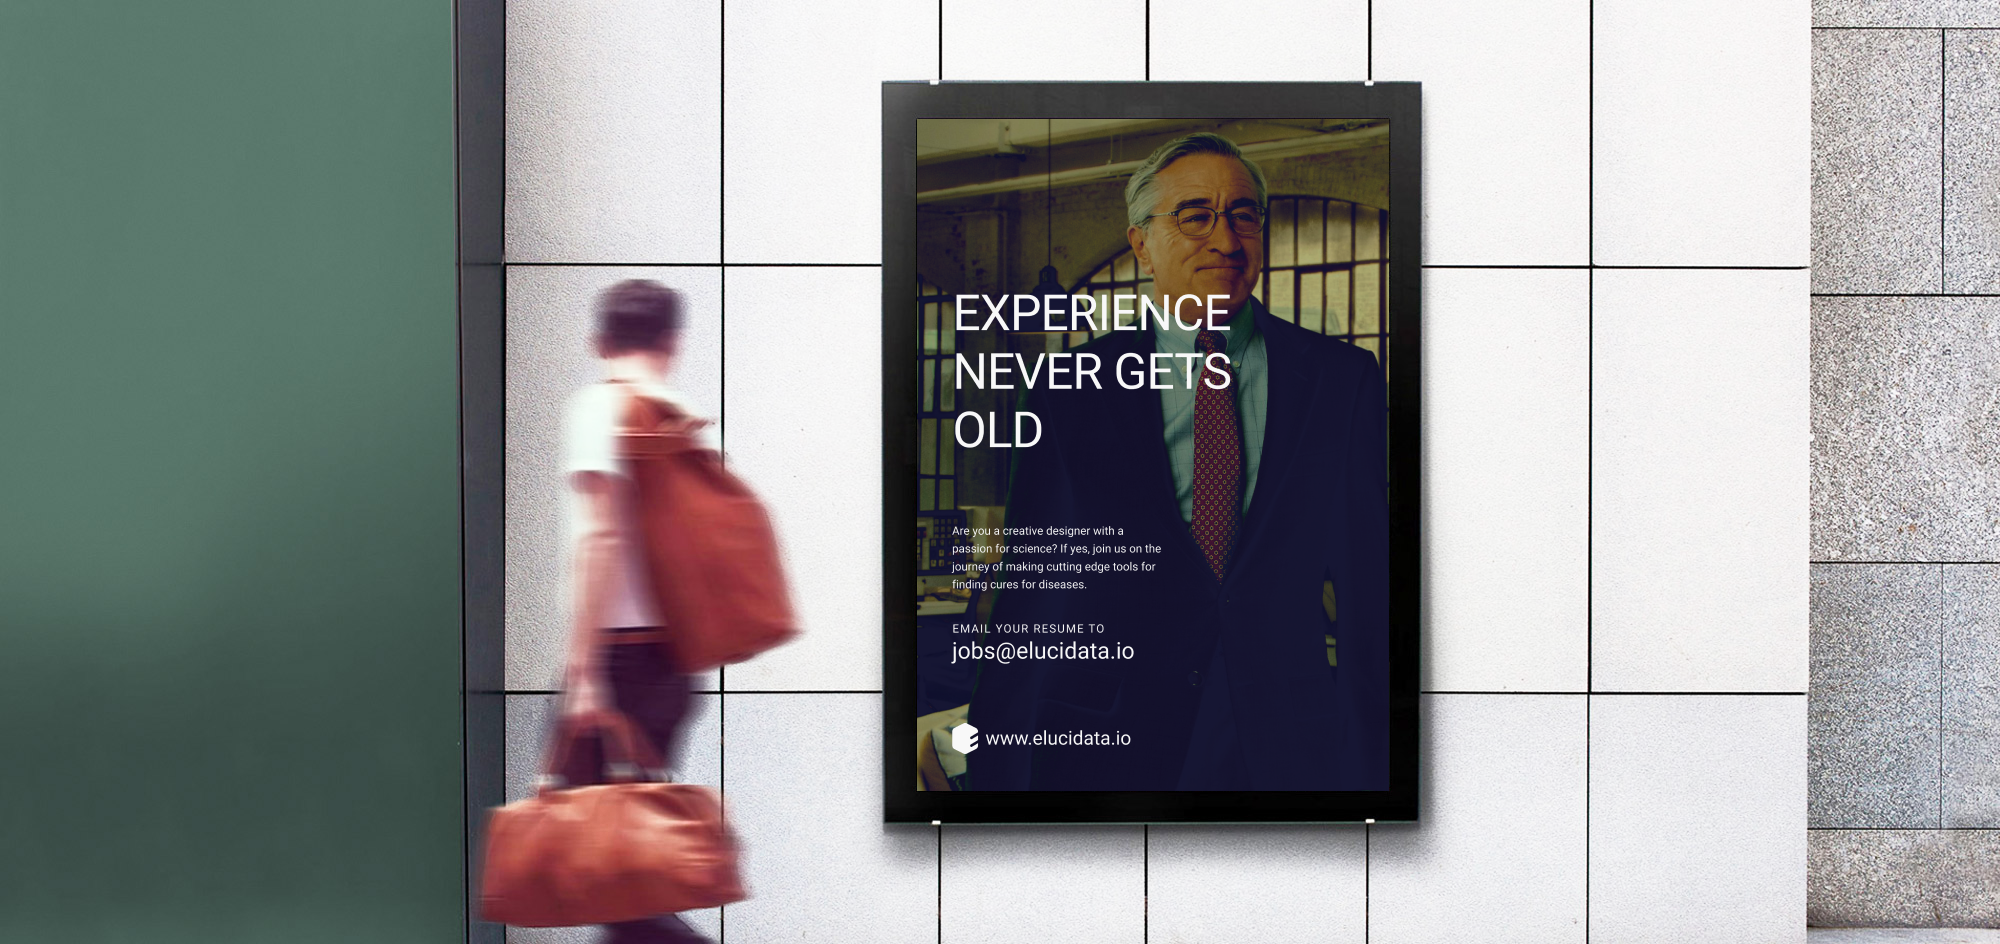 EXPERIENCE
NEVER GETS
OLD
Are you a creative designer with a
passion for science? If yes, join us on the
journey of making cutting edge tools for
finding cures for diseases.
EMAIL YOUR RESUME TO
jobs@elucidata.io
www.elucidata.io